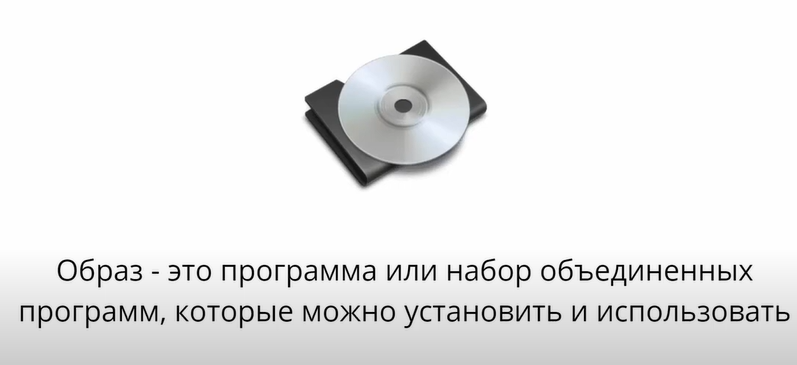 Образ - это программа или набор объединенных
программ, которые можно установить и использовать